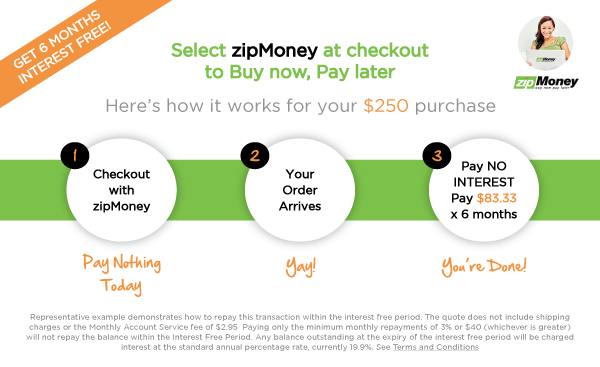 GET 6 MONTHS
INTEREST FREE!
Select zipMoney at checkout
to Buy now, Pay later
zipMoney
zipMoney
buy now pay later
Here's how it works for your $250 purchase
1
Checkout
with
zipMoney
Pay Nothing
Today
2
Your
Order
Arrives
Yay!
3
Pay NO
INTEREST
Pay $83.33
x 6 months
You're Done!
Representative example demonstrates how to repay this transaction within the interest free period. The quote does not include shipping
charges or the Monthly Account Service fee of $2.95 Paying only the minimum monthly repayments of 3% or $40 (whichever is greater)
will not repay the balance within the Interest Free Period. Any balance outstanding at the expiry of the interest free period will be charged
interest at the standard annual percentage rate, currently 19.9%. See Terms and Conditions